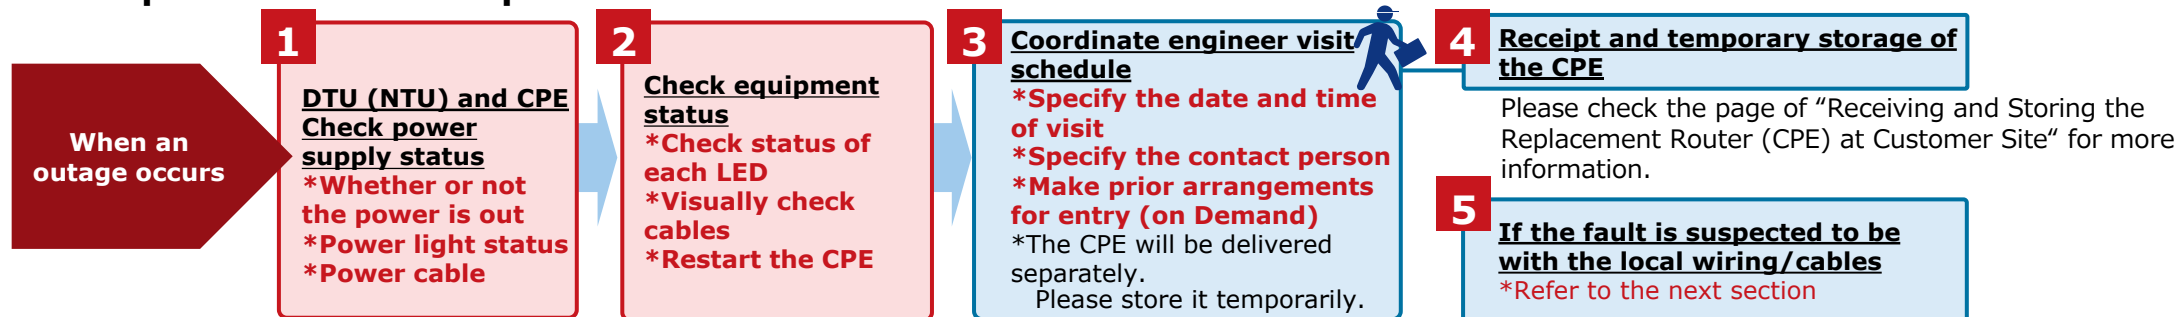 When an
outage occurs
1
DTU (NTU) and CPE
Check power
supply status
*Whether or not
the power is out
*Power light status
*Power cable
2
Check equipment
status
*Check status of
each LED
*Visually check
cables
*Restart the CPE
3
Coordinate engineer visit
schedule
*Specify the date and time
of visit
*Specify the contact person
*Make prior arrangements
for entry (on Demand)
*The CPE will be delivered
separately.
Please store it temporarily.
4
Receipt and temporary storage of
the CPE
Please check the page of “Receiving and Storing the
Replacement Router (CPE) at Customer Site“ for more
information.
5
If the fault is suspected to be
with the local wiring/cables
*Refer to the next section